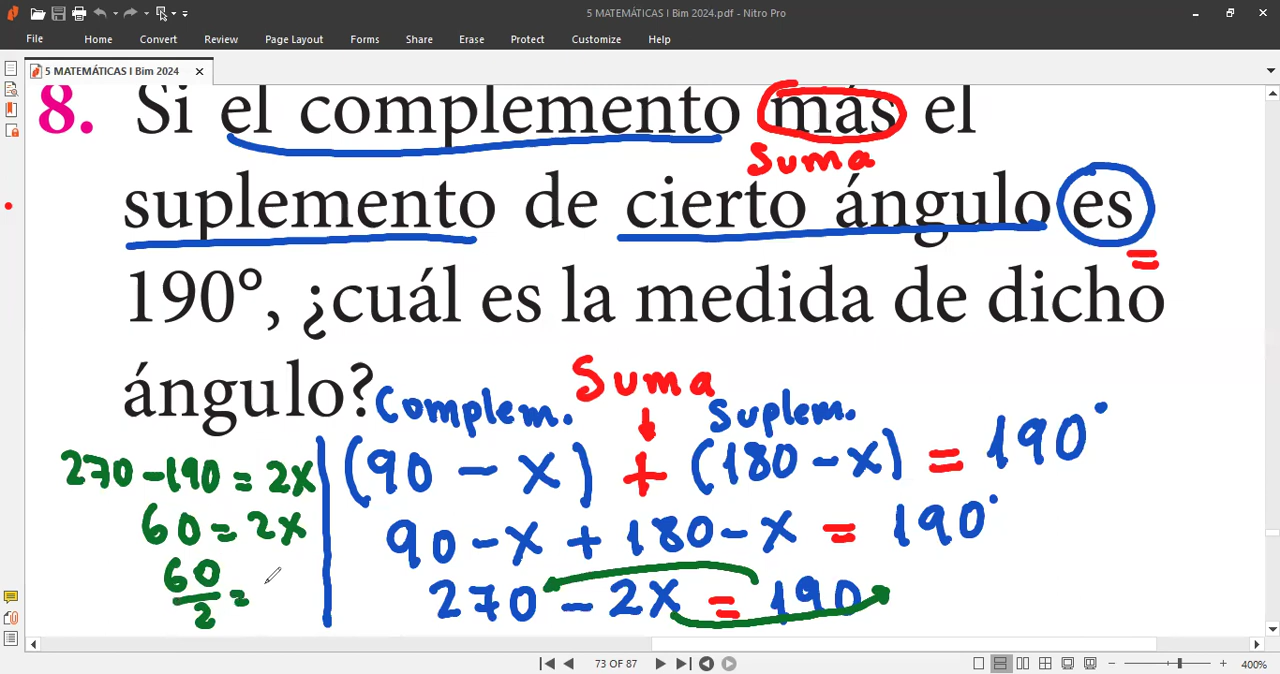 5 MATEMÁTICAS I Bim 2024.pdf - Nitro Pro
File Home Convert Review Page Layout Forms Share Erase Protect Customize Help
5 MATEMÁTICAS I Bim 2024
8. Si el complemento más el
Suma
suplemento de cierto ángulo es
=
190°, ¿cuál es la medida de dicho
ángulo?
Suma
Complem. Suplem.
(90 - x) + (180 - x) = 190°
90 - x + 180 - x = 190°
270 - 2x = 190
270 - 190 = 2x
60 = 2x
60/2 =
73 OF 87
400%